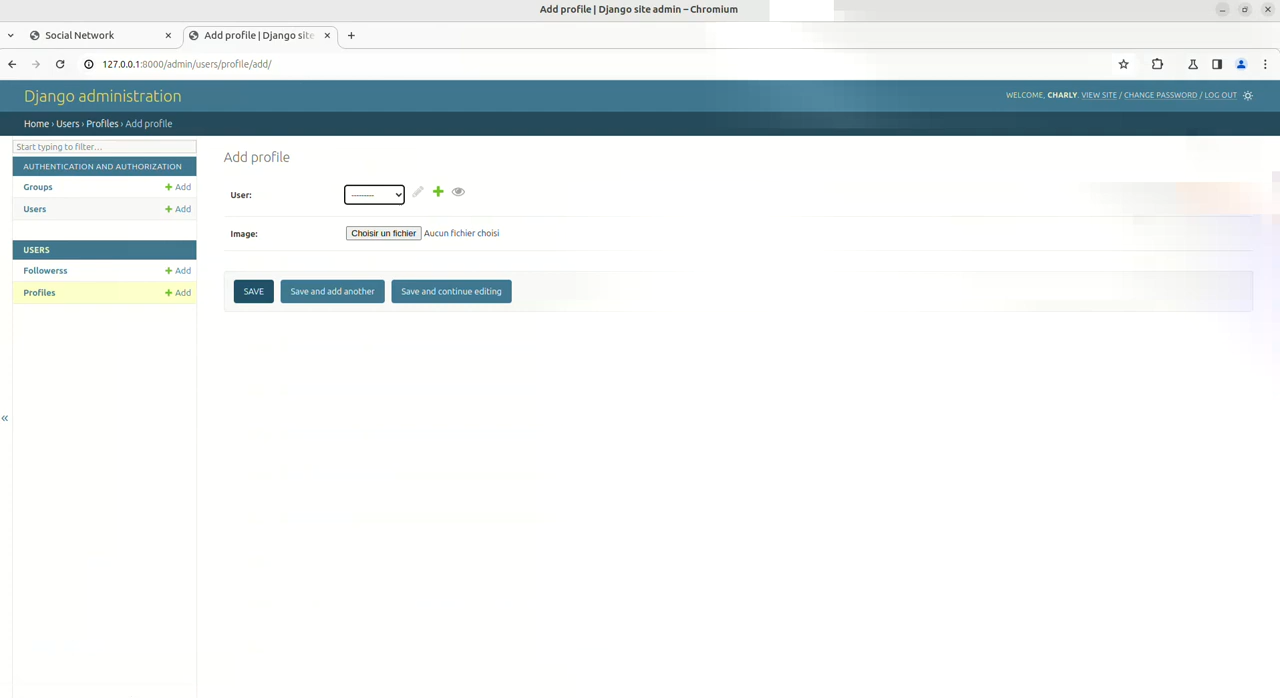 Add profile | Django site admin – Chromium
Social Network
Add profile | Django site
127.0.0.1:8000/admin/users/profile/add/
Django administration
WELCOME, CHARLY. VIEW SITE / CHANGE PASSWORD / LOG OUT
Home › Users › Profiles › Add profile
Start typing to filter...
AUTHENTICATION AND AUTHORIZATION
Groups + Add
Users + Add
USERS
Followerss + Add
Profiles + Add
«
Add profile
User: ---------
Image: Choisir un fichier Aucun fichier choisi
SAVE Save and add another Save and continue editing